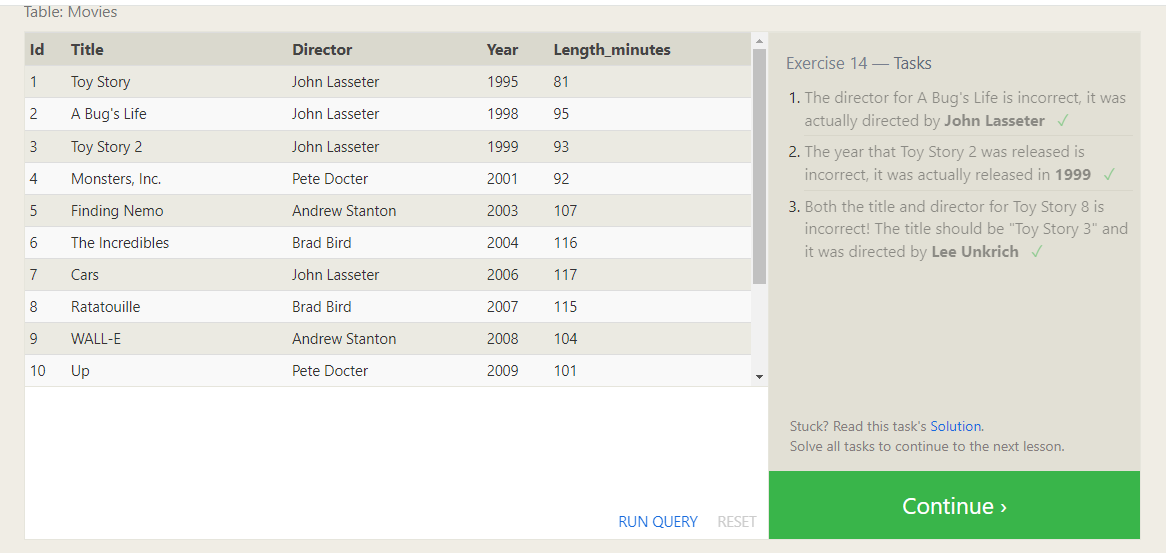 Table: Movies
Id Title Director Year Length_minutes
1 Toy Story John Lasseter 1995 81
2 A Bug's Life John Lasseter 1998 95
3 Toy Story 2 John Lasseter 1999 93
4 Monsters, Inc. Pete Docter 2001 92
5 Finding Nemo Andrew Stanton 2003 107
6 The Incredibles Brad Bird 2004 116
7 Cars John Lasseter 2006 117
8 Ratatouille Brad Bird 2007 115
9 WALL-E Andrew Stanton 2008 104
10 Up Pete Docter 2009 101
RUN QUERY RESET
Exercise 14 — Tasks
1. The director for A Bug's Life is incorrect, it was
actually directed by John Lasseter ✓
2. The year that Toy Story 2 was released is
incorrect, it was actually released in 1999 ✓
3. Both the title and director for Toy Story 8 is
incorrect! The title should be "Toy Story 3" and
it was directed by Lee Unkrich ✓
Stuck? Read this task's Solution.
Solve all tasks to continue to the next lesson.
Continue ›